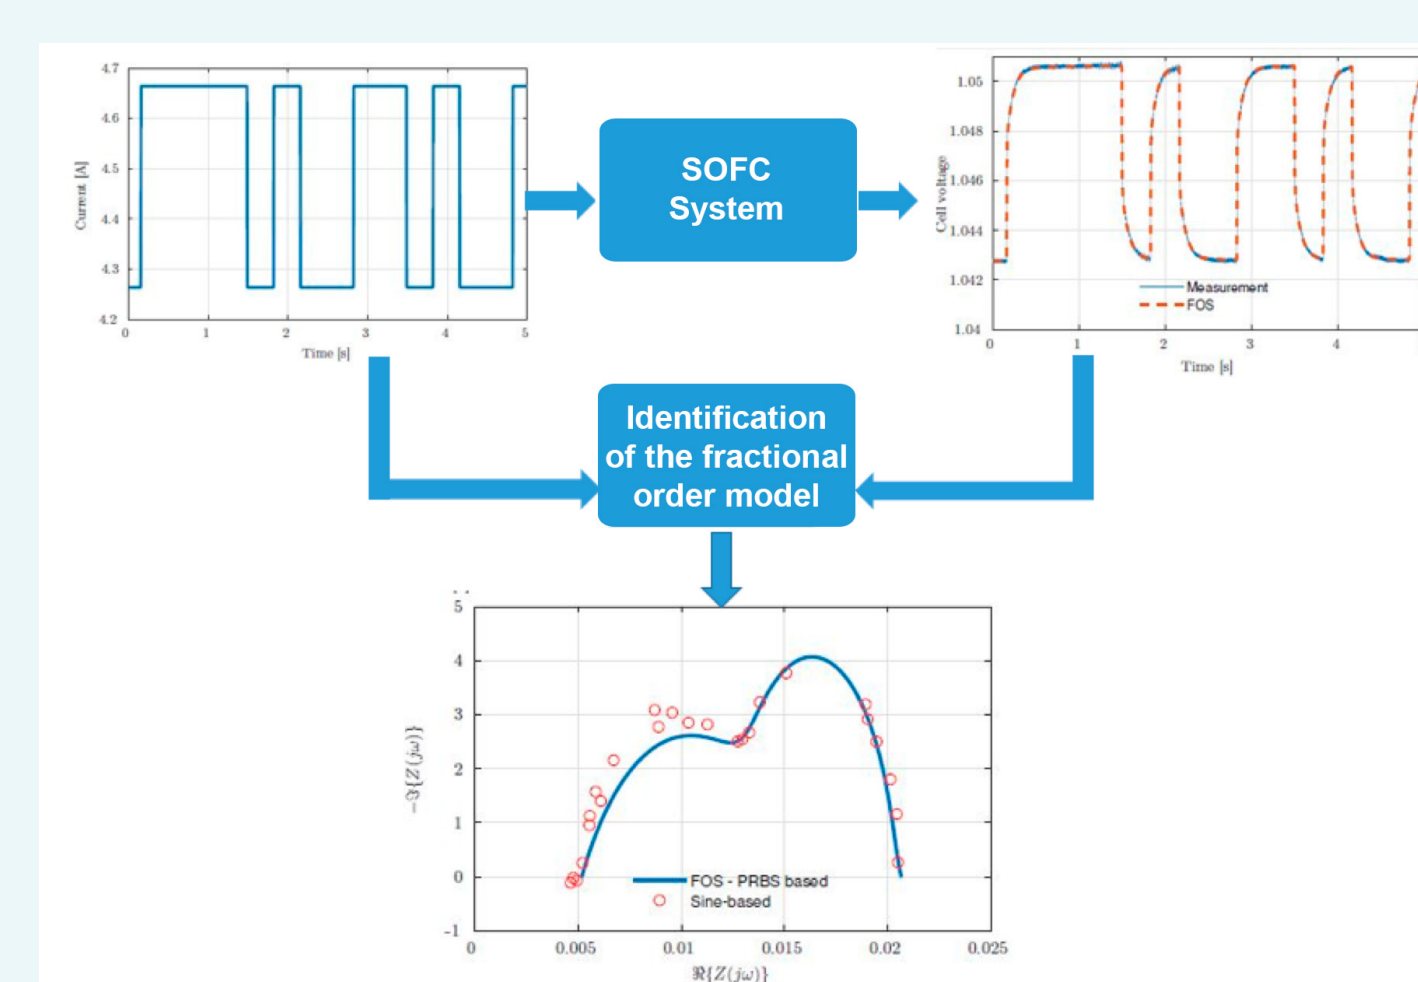 4.7
4.6
4.5
4.4
4.3
4.2
Current [A]
0 1 2 3 4 5
Time [s]
SOFC
System
1.05
1.048
1.046
1.044
1.042
1.04
Cell voltage
Measurement
FOS
0 1 2 3 4
Time [s]
Identification
of the fractional
order model
5
4
3
2
1
0
-1
−ℑ{Z(jω)}
FOS - PRBS based
Sine-based
0 0.005 0.01 0.015 0.02 0.025
ℜ{Z(jω)}